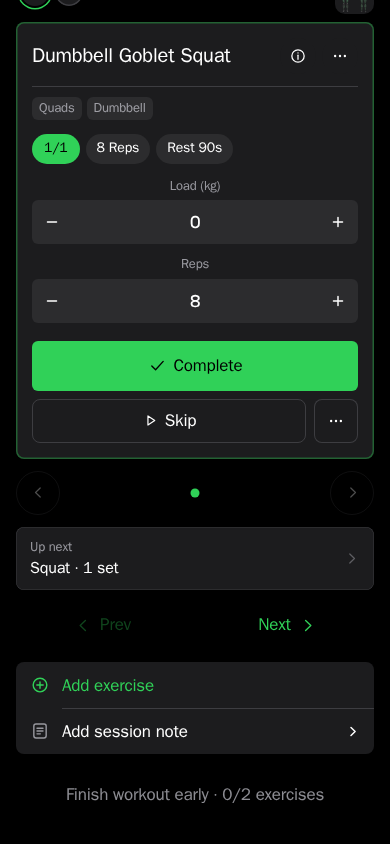 Dumbbell Goblet Squat
Quads Dumbbell
1/1 8 Reps Rest 90s
Load (kg)
0
Reps
8
Complete
Skip
Up next
Squat · 1 set
Prev Next
Add exercise
Add session note
Finish workout early · 0/2 exercises